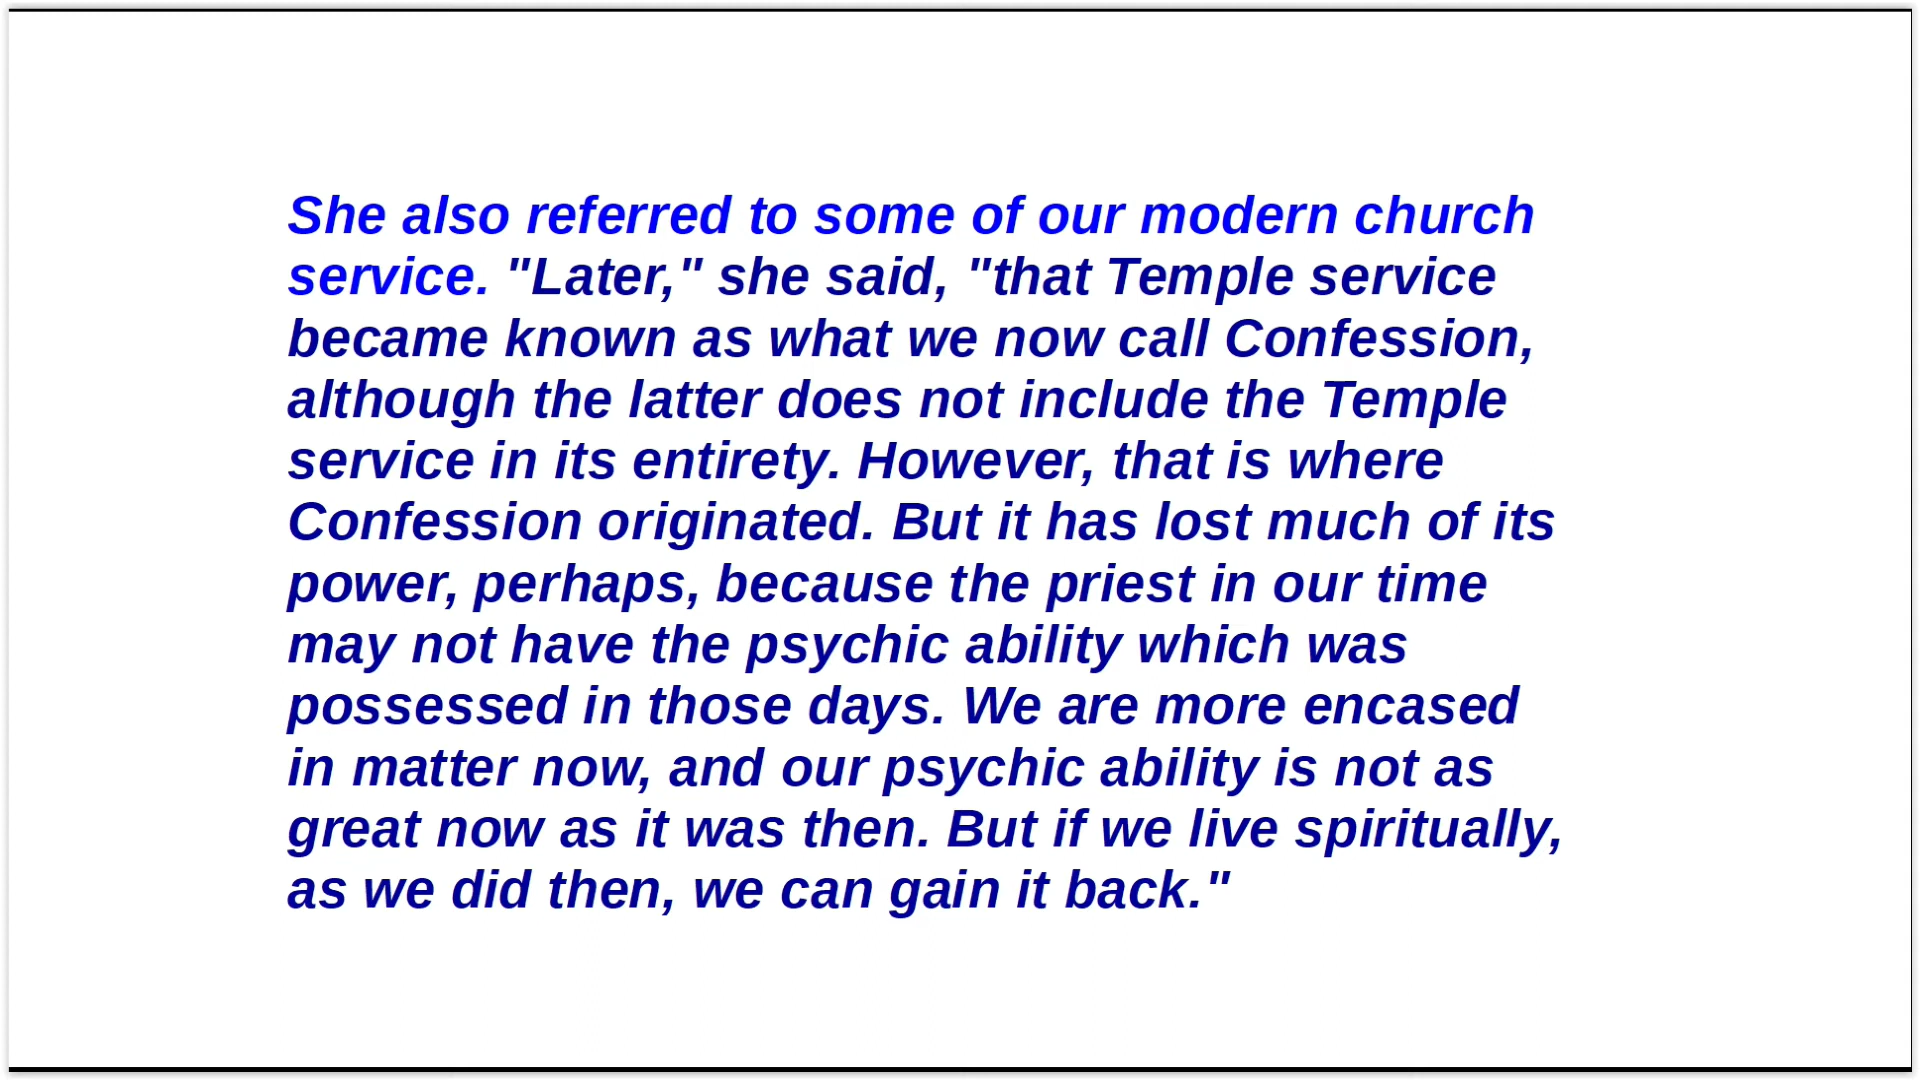 She also referred to some of our modern church
service. "Later," she said, "that Temple service
became known as what we now call Confession,
although the latter does not include the Temple
service in its entirety. However, that is where
Confession originated. But it has lost much of its
power, perhaps, because the priest in our time
may not have the psychic ability which was
possessed in those days. We are more encased
in matter now, and our psychic ability is not as
great now as it was then. But if we live spiritually,
as we did then, we can gain it back."